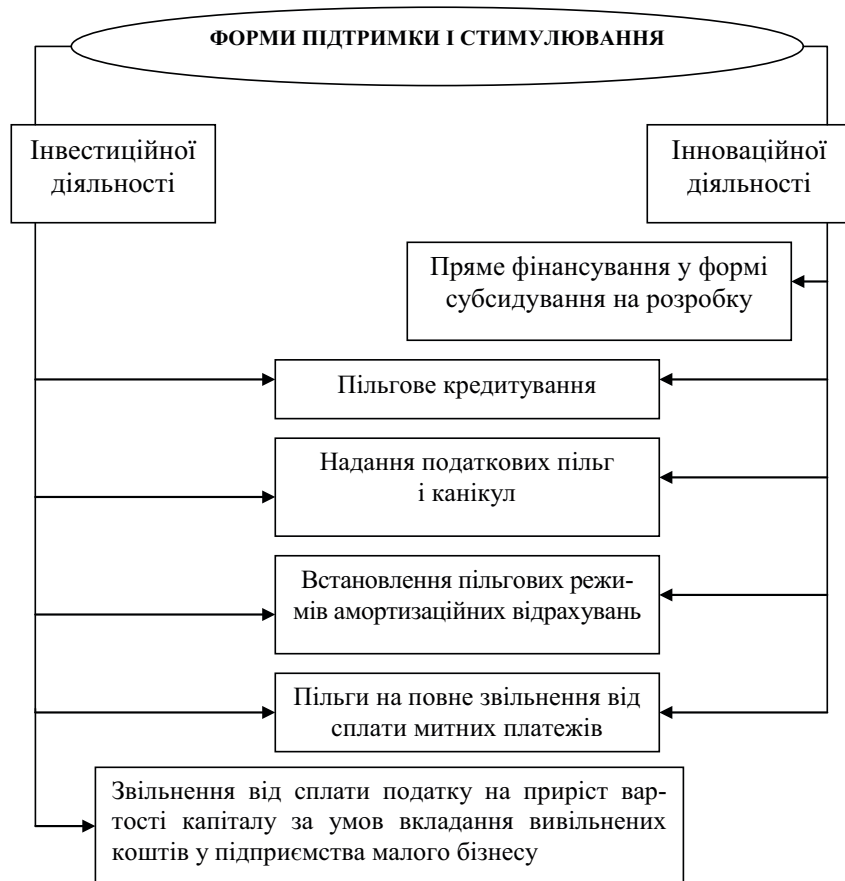 ФОРМИ ПІДТРИМКИ І СТИМУЛЮВАННЯ
Інвестиційної
діяльності
Інноваційної
діяльності
Пряме фінансування у формі
субсидування на розробку
Пільгове кредитування
Надання податкових пільг
і канікул
Встановлення пільгових режи-
мів амортизаційних відрахувань
Пільги на повне звільнення від
сплати митних платежів
Звільнення від сплати податку на приріст вар-
тості капіталу за умов вкладання вивільнених
коштів у підприємства малого бізнесу